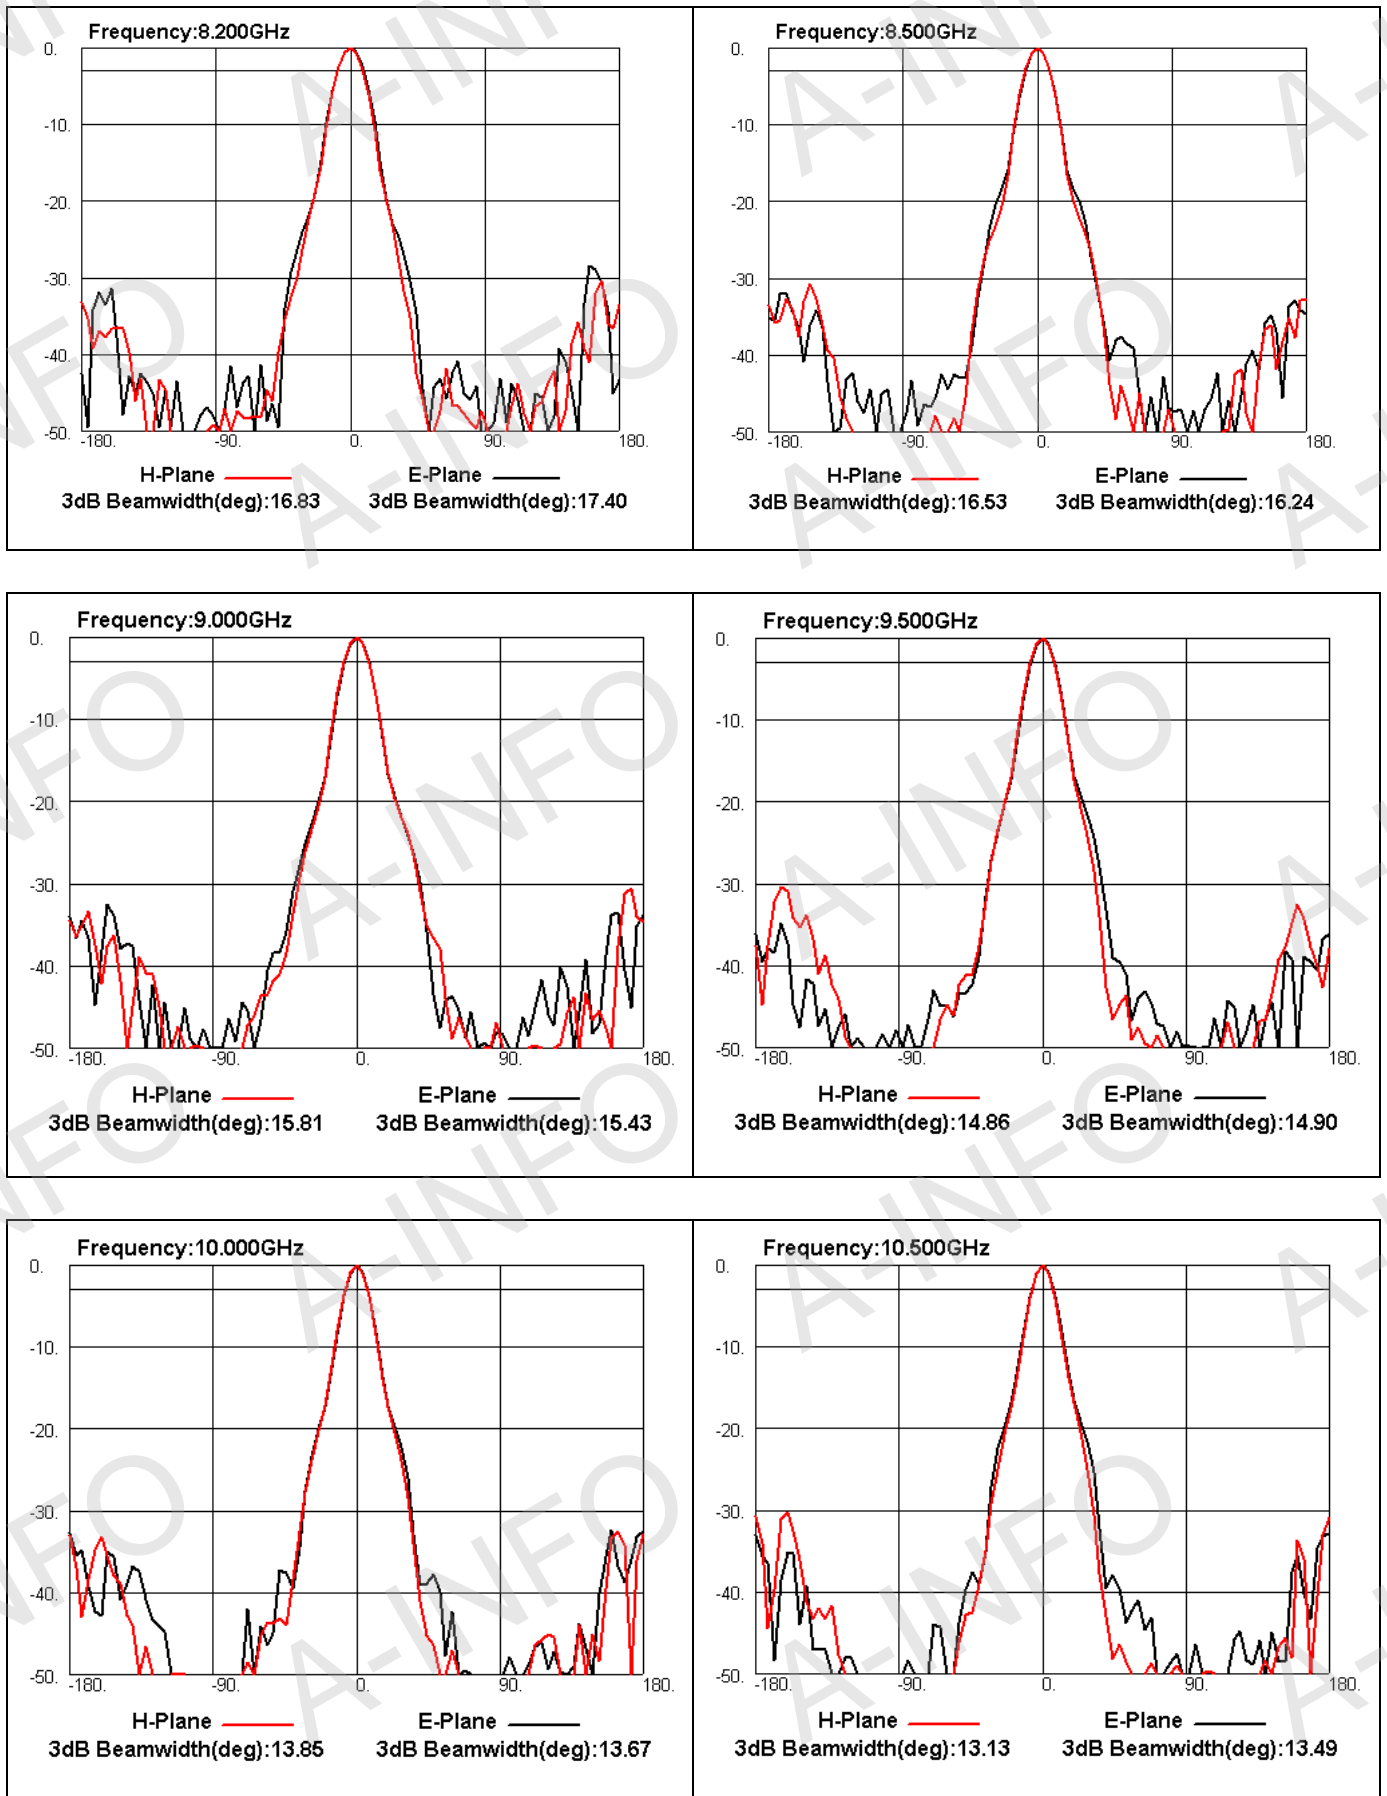 Frequency:8.200GHz
0.
-10.
-20.
-30.
-40.
-50.
-180. -90. 0. 90. 180.
H-Plane E-Plane
3dB Beamwidth(deg):16.83 3dB Beamwidth(deg):17.40
Frequency:8.500GHz
0.
-10.
-20.
-30.
-40.
-50.
-180. -90. 0. 90. 180.
H-Plane E-Plane
3dB Beamwidth(deg):16.53 3dB Beamwidth(deg):16.24
Frequency:9.000GHz
0.
-10.
-20.
-30.
-40.
-50.
-180. -90. 0. 90. 180.
H-Plane E-Plane
3dB Beamwidth(deg):15.81 3dB Beamwidth(deg):15.43
Frequency:9.500GHz
0.
-10.
-20.
-30.
-40.
-50.
-180. -90. 0. 90. 180.
H-Plane E-Plane
3dB Beamwidth(deg):14.86 3dB Beamwidth(deg):14.90
Frequency:10.000GHz
0.
-10.
-20.
-30.
-40.
-50.
-180. -90. 0. 90. 180.
H-Plane E-Plane
3dB Beamwidth(deg):13.85 3dB Beamwidth(deg):13.67
Frequency:10.500GHz
0.
-10.
-20.
-30.
-40.
-50.
-180. -90. 0. 90. 180.
H-Plane E-Plane
3dB Beamwidth(deg):13.13 3dB Beamwidth(deg):13.49
A-INFO
A-INFO
A-INFO
A-INFO
A-INFO
A-INFO
A-INFO
A-INFO